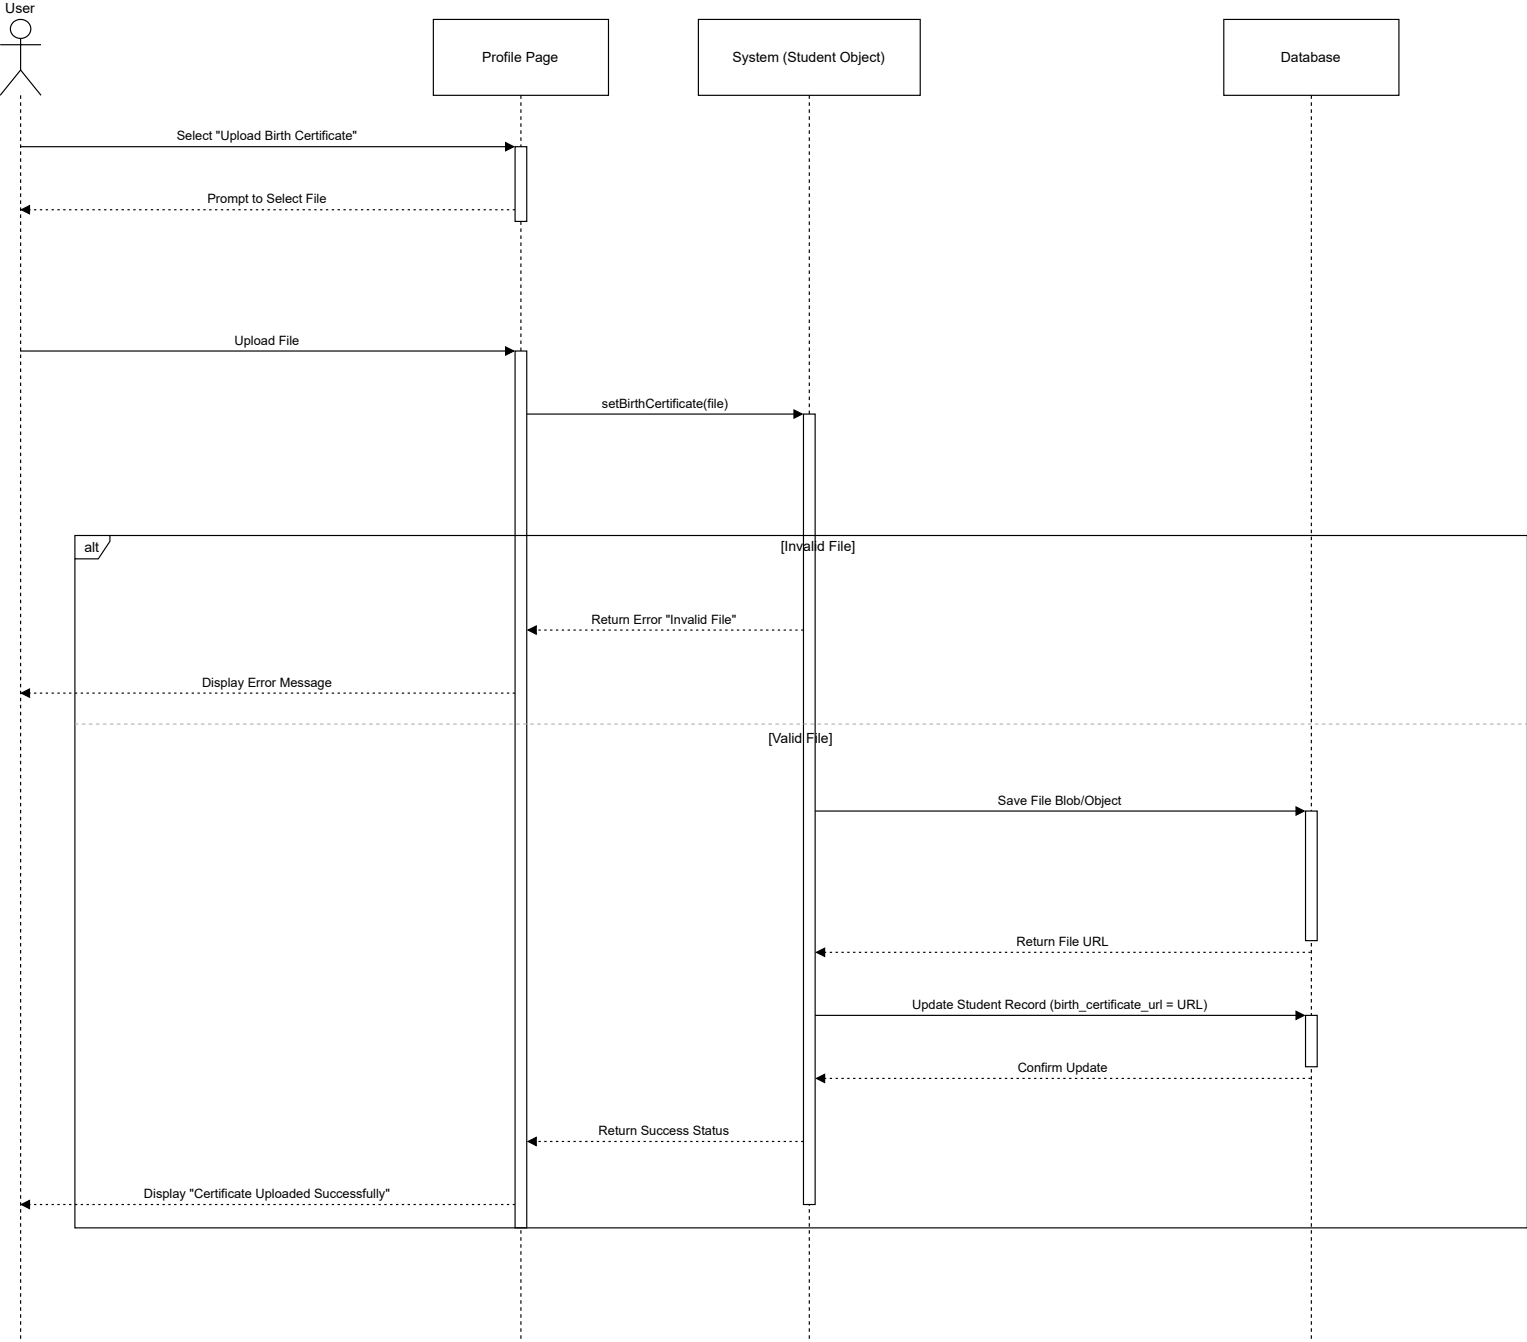 User
Profile Page
System (Student Object)
Database
Select "Upload Birth Certificate"
Prompt to Select File
Upload File
setBirthCertificate(file)
alt
[Invalid File]
Return Error "Invalid File"
Display Error Message
[Valid File]
Save File Blob/Object
Return File URL
Update Student Record (birth_certificate_url = URL)
Confirm Update
Return Success Status
Display "Certificate Uploaded Successfully"